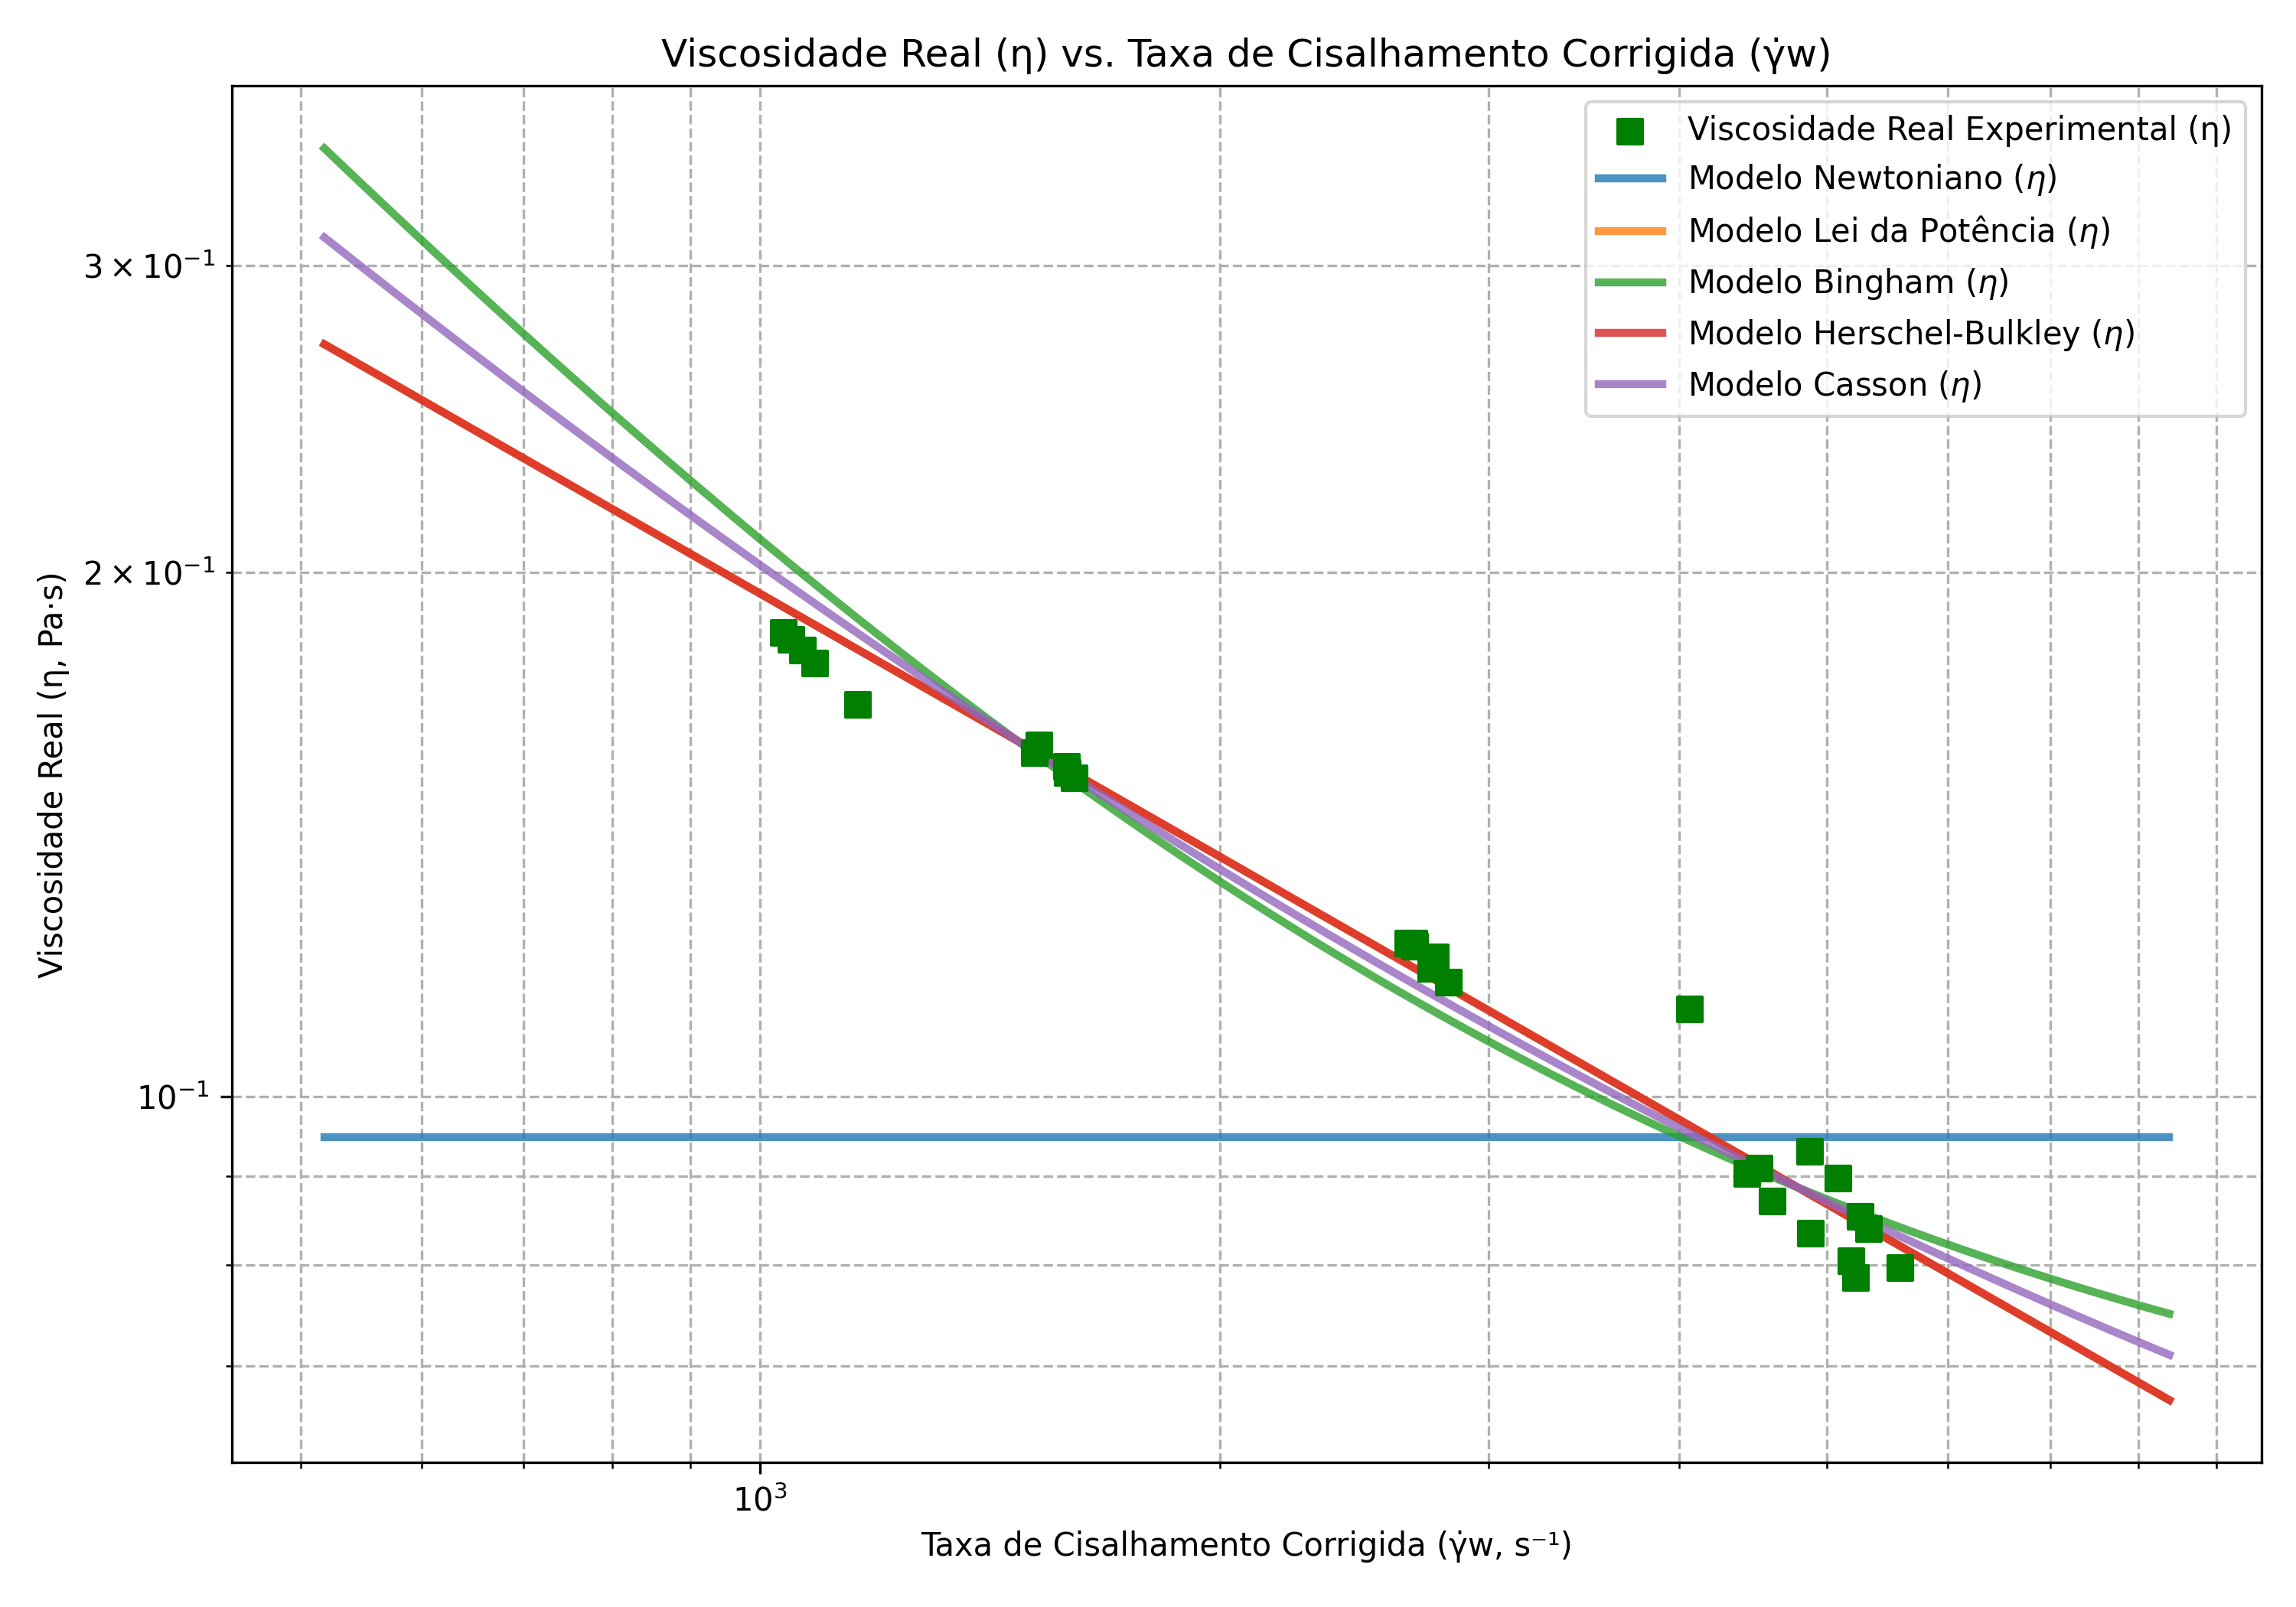 Viscosidade Real (η) vs. Taxa de Cisalhamento Corrigida (γ̇w)
Viscosidade Real Experimental (η)
Modelo Newtoniano (η)
Modelo Lei da Potência (η)
Modelo Bingham (η)
Modelo Herschel-Bulkley (η)
Modelo Casson (η)
Viscosidade Real (η, Pa·s)
3 × 10⁻¹
2 × 10⁻¹
10⁻¹
10³
Taxa de Cisalhamento Corrigida (γ̇w, s⁻¹)